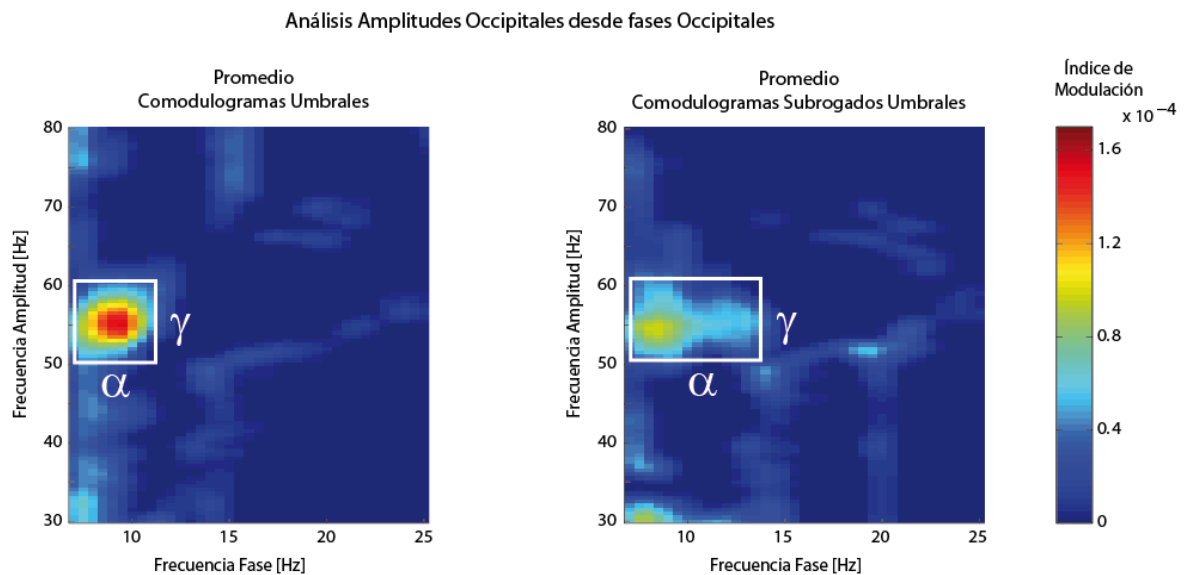 Análisis Amplitudes Occipitales desde fases Occipitales
Promedio
Comodulogramas Umbrales
80
70
60
50
40
30
10
15
20
25
Frecuencia Amplitud [Hz]
Frecuencia Fase [Hz]
γ
α
Promedio
Comodulogramas Subrogados Umbrales
80
70
60
50
40
30
10
15
20
25
Frecuencia Amplitud [Hz]
Frecuencia Fase [Hz]
γ
α
Índice de
Modulación
x 10⁻⁴
1.6
1.2
0.8
0.4
0